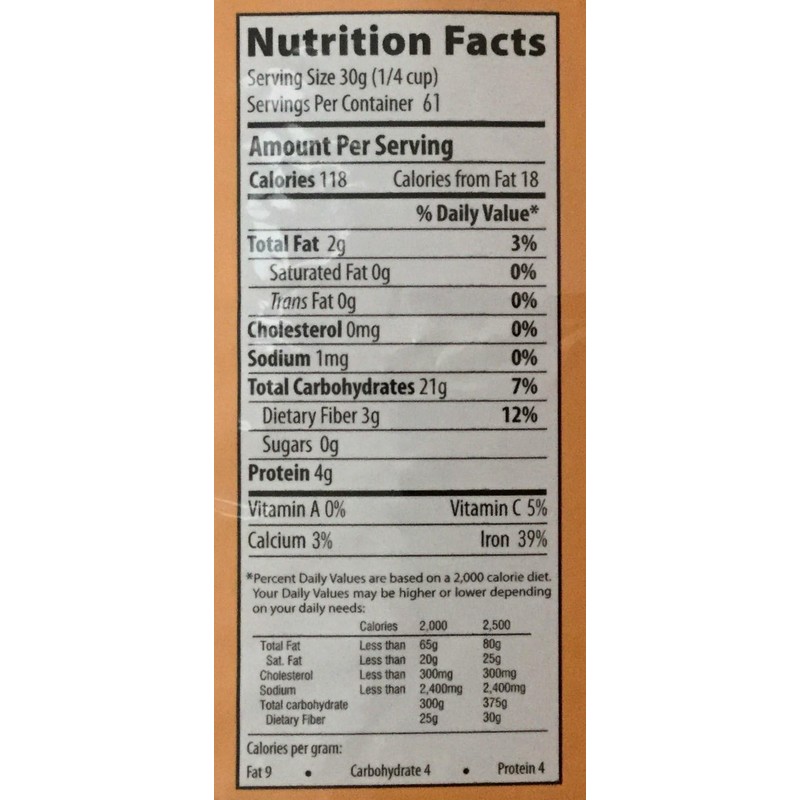 Nutrition Facts
Serving Size 30g (1/4 cup)
Servings Per Container 61
Amount Per Serving
Calories 118 Calories from Fat 18
% Daily Value*
Total Fat 2g 3%
Saturated Fat 0g 0%
Trans Fat 0g 0%
Cholesterol 0mg 0%
Sodium 1mg 0%
Total Carbohydrates 21g 7%
Dietary Fiber 3g 12%
Sugars 0g
Protein 4g
Vitamin A 0% Vitamin C 5%
Calcium 3% Iron 39%
*Percent Daily Values are based on a 2,000 calorie diet.
Your Daily Values may be higher or lower depending
on your daily needs:
Calories 2,000 2,500
Total Fat Less than 65g 80g
Sat. Fat Less than 20g 25g
Cholesterol Less than 300mg 300mg
Sodium Less than 2,400mg 2,400mg
Total carbohydrate 300g 375g
Dietary Fiber 25g 30g
Calories per gram:
Fat 9 • Carbohydrate 4 • Protein 4